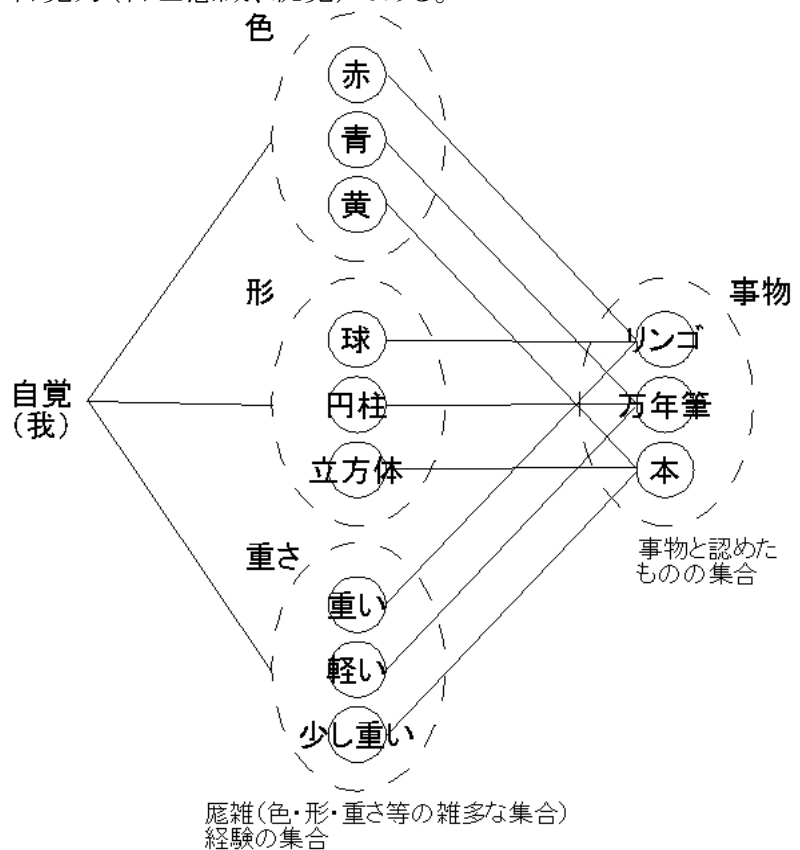 色
赤
青
黄
形
球
円柱
立方体
事物
リンゴ
万年筆
本
自覚
(我)
事物と認めた
ものの集合
重さ
重い
軽い
少し重い
厖雑(色・形・重さ等の雑多な集合)
経験の集合